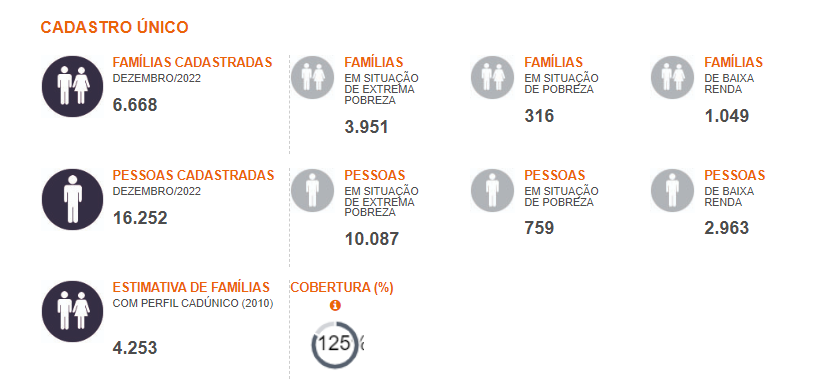 CADASTRO ÚNICO
FAMÍLIAS CADASTRADAS
DEZEMBRO/2022
6.668
FAMÍLIAS
EM SITUAÇÃO
DE EXTREMA
POBREZA
3.951
FAMÍLIAS
EM SITUAÇÃO
DE POBREZA
316
FAMÍLIAS
DE BAIXA
RENDA
1.049
PESSOAS CADASTRADAS
DEZEMBRO/2022
16.252
PESSOAS
EM SITUAÇÃO
DE EXTREMA
POBREZA
10.087
PESSOAS
EM SITUAÇÃO
DE POBREZA
759
PESSOAS
DE BAIXA
RENDA
2.963
ESTIMATIVA DE FAMÍLIAS
COM PERFIL CADÚNICO (2010)
4.253
COBERTURA (%)
125%